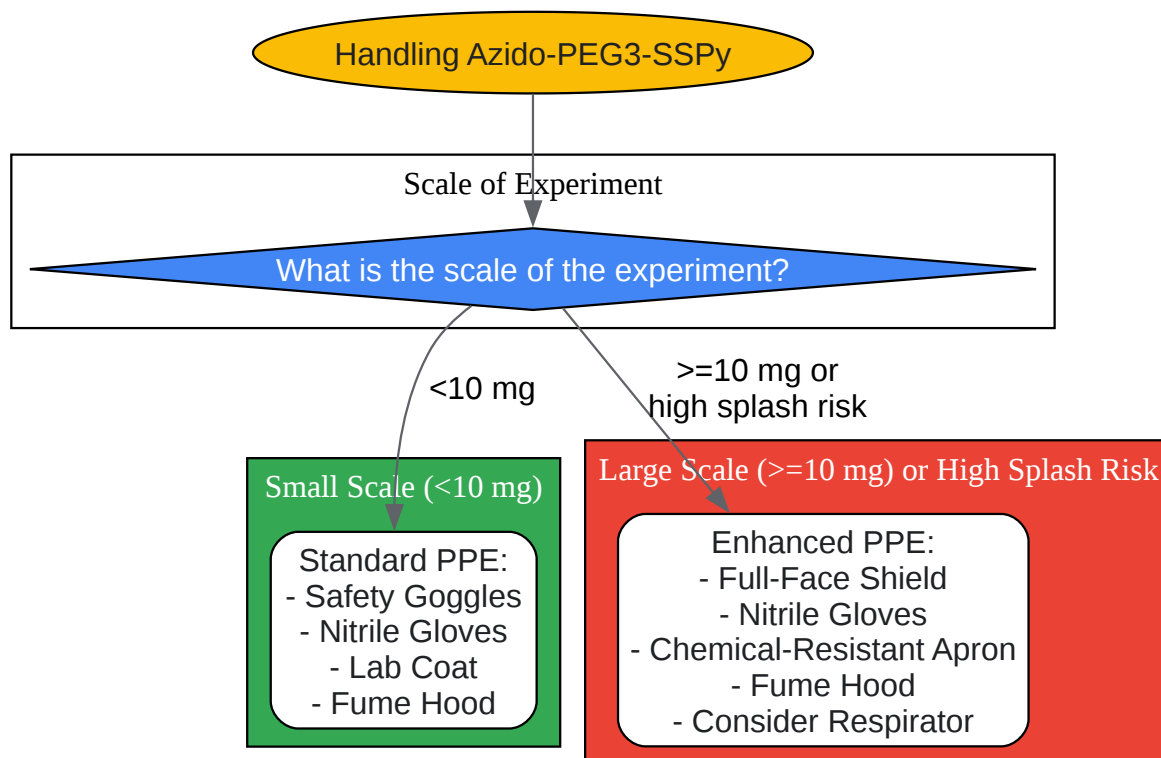 Handling Azido-PEG3-SSPy
Scale of Experiment
What is the scale of the experiment?
<10 mg
>=10 mg or
high splash risk
Small Scale (<10 mg)
Standard PPE:
- Safety Goggles
- Nitrile Gloves
- Lab Coat
- Fume Hood
Large Scale (>=10 mg) or High Splash Risk
Enhanced PPE:
- Full-Face Shield
- Nitrile Gloves
- Chemical-Resistant Apron
- Fume Hood
- Consider Respirator